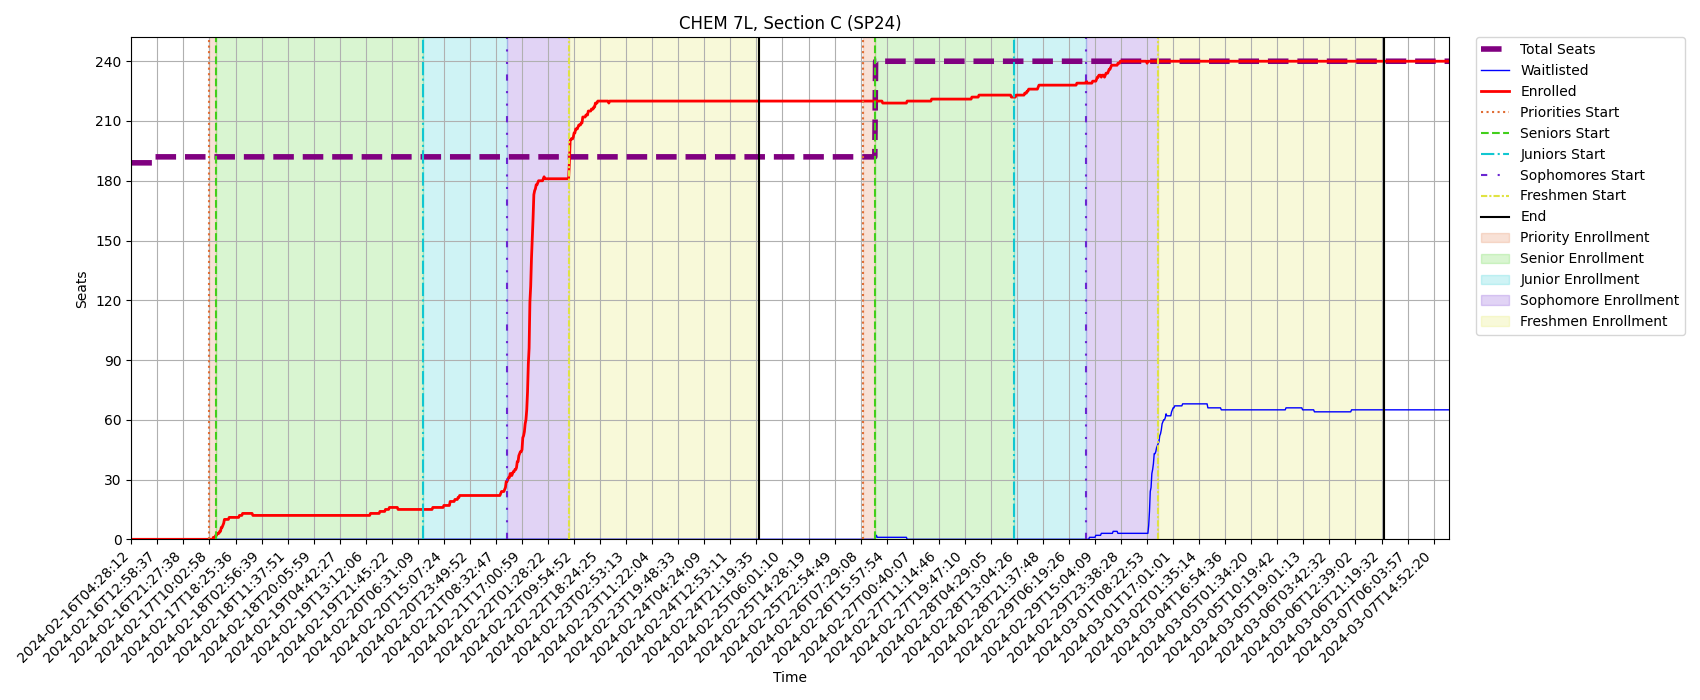 CHEM 7L, Section C (SP24)
240
210
180
150
120
90
60
30
0
Seats
2024-02-16T04:28:12
2024-02-16T12:58:37
2024-02-16T21:27:38
2024-02-17T10:02:58
2024-02-17T18:25:36
2024-02-18T02:56:39
2024-02-18T11:37:51
2024-02-18T20:05:59
2024-02-19T04:42:27
2024-02-19T13:12:06
2024-02-19T21:45:22
2024-02-20T06:31:09
2024-02-20T15:07:24
2024-02-20T23:49:52
2024-02-21T08:32:47
2024-02-21T17:00:59
2024-02-22T01:28:22
2024-02-22T09:54:52
2024-02-22T18:24:25
2024-02-23T02:53:13
2024-02-23T11:22:04
2024-02-23T19:48:33
2024-02-24T04:24:09
2024-02-24T12:53:11
2024-02-24T21:19:35
2024-02-25T06:01:10
2024-02-25T14:28:19
2024-02-25T22:54:49
2024-02-26T07:29:08
2024-02-26T15:57:54
2024-02-27T00:40:07
2024-02-27T11:14:46
2024-02-27T19:47:10
2024-02-28T04:29:05
2024-02-28T13:04:26
2024-02-28T21:37:48
2024-02-29T06:19:26
2024-02-29T15:04:09
2024-02-29T23:38:28
2024-03-01T08:22:53
2024-03-01T17:01:01
2024-03-02T01:35:14
2024-03-04T16:54:36
2024-03-05T01:34:20
2024-03-05T10:19:42
2024-03-05T19:01:13
2024-03-06T03:42:32
2024-03-06T12:39:02
2024-03-06T21:19:32
2024-03-07T06:03:57
2024-03-07T14:52:20
Time
Total Seats
Waitlisted
Enrolled
Priorities Start
Seniors Start
Juniors Start
Sophomores Start
Freshmen Start
End
Priority Enrollment
Senior Enrollment
Junior Enrollment
Sophomore Enrollment
Freshmen Enrollment